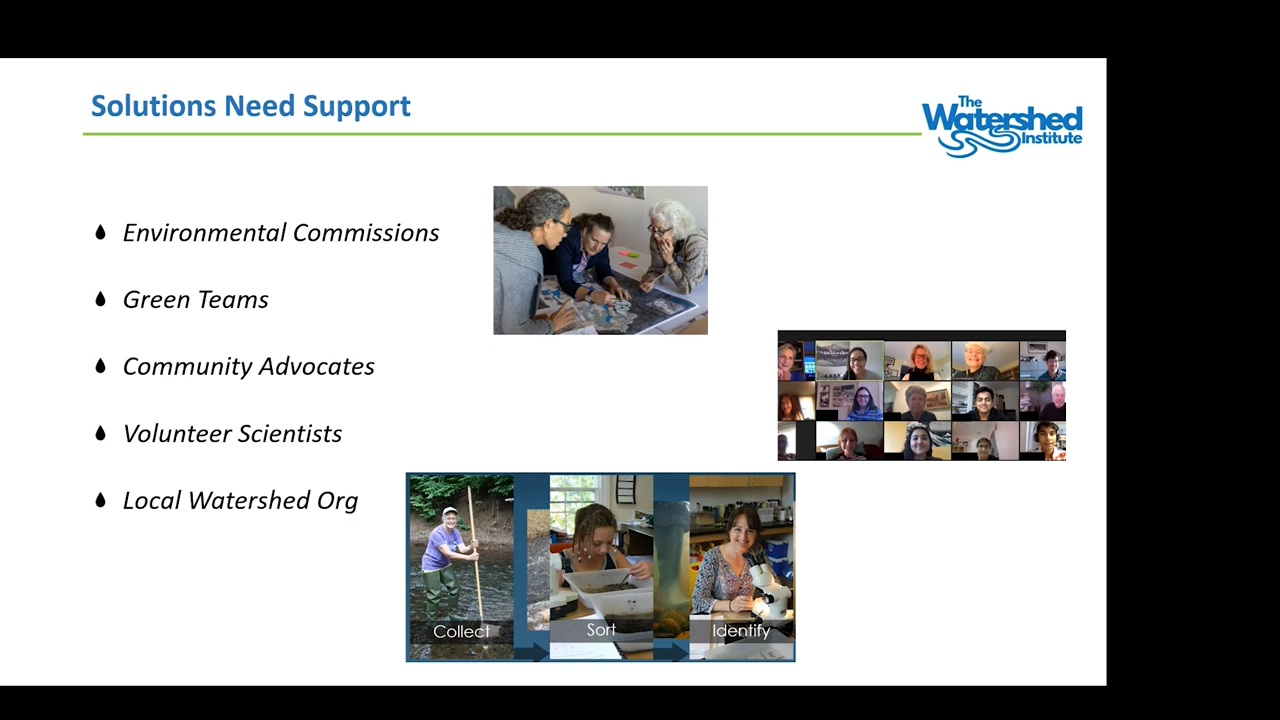 Solutions Need Support
The
Watershed
Institute
Environmental Commissions
Green Teams
Community Advocates
Volunteer Scientists
Local Watershed Org
Collect
Sort
Identify